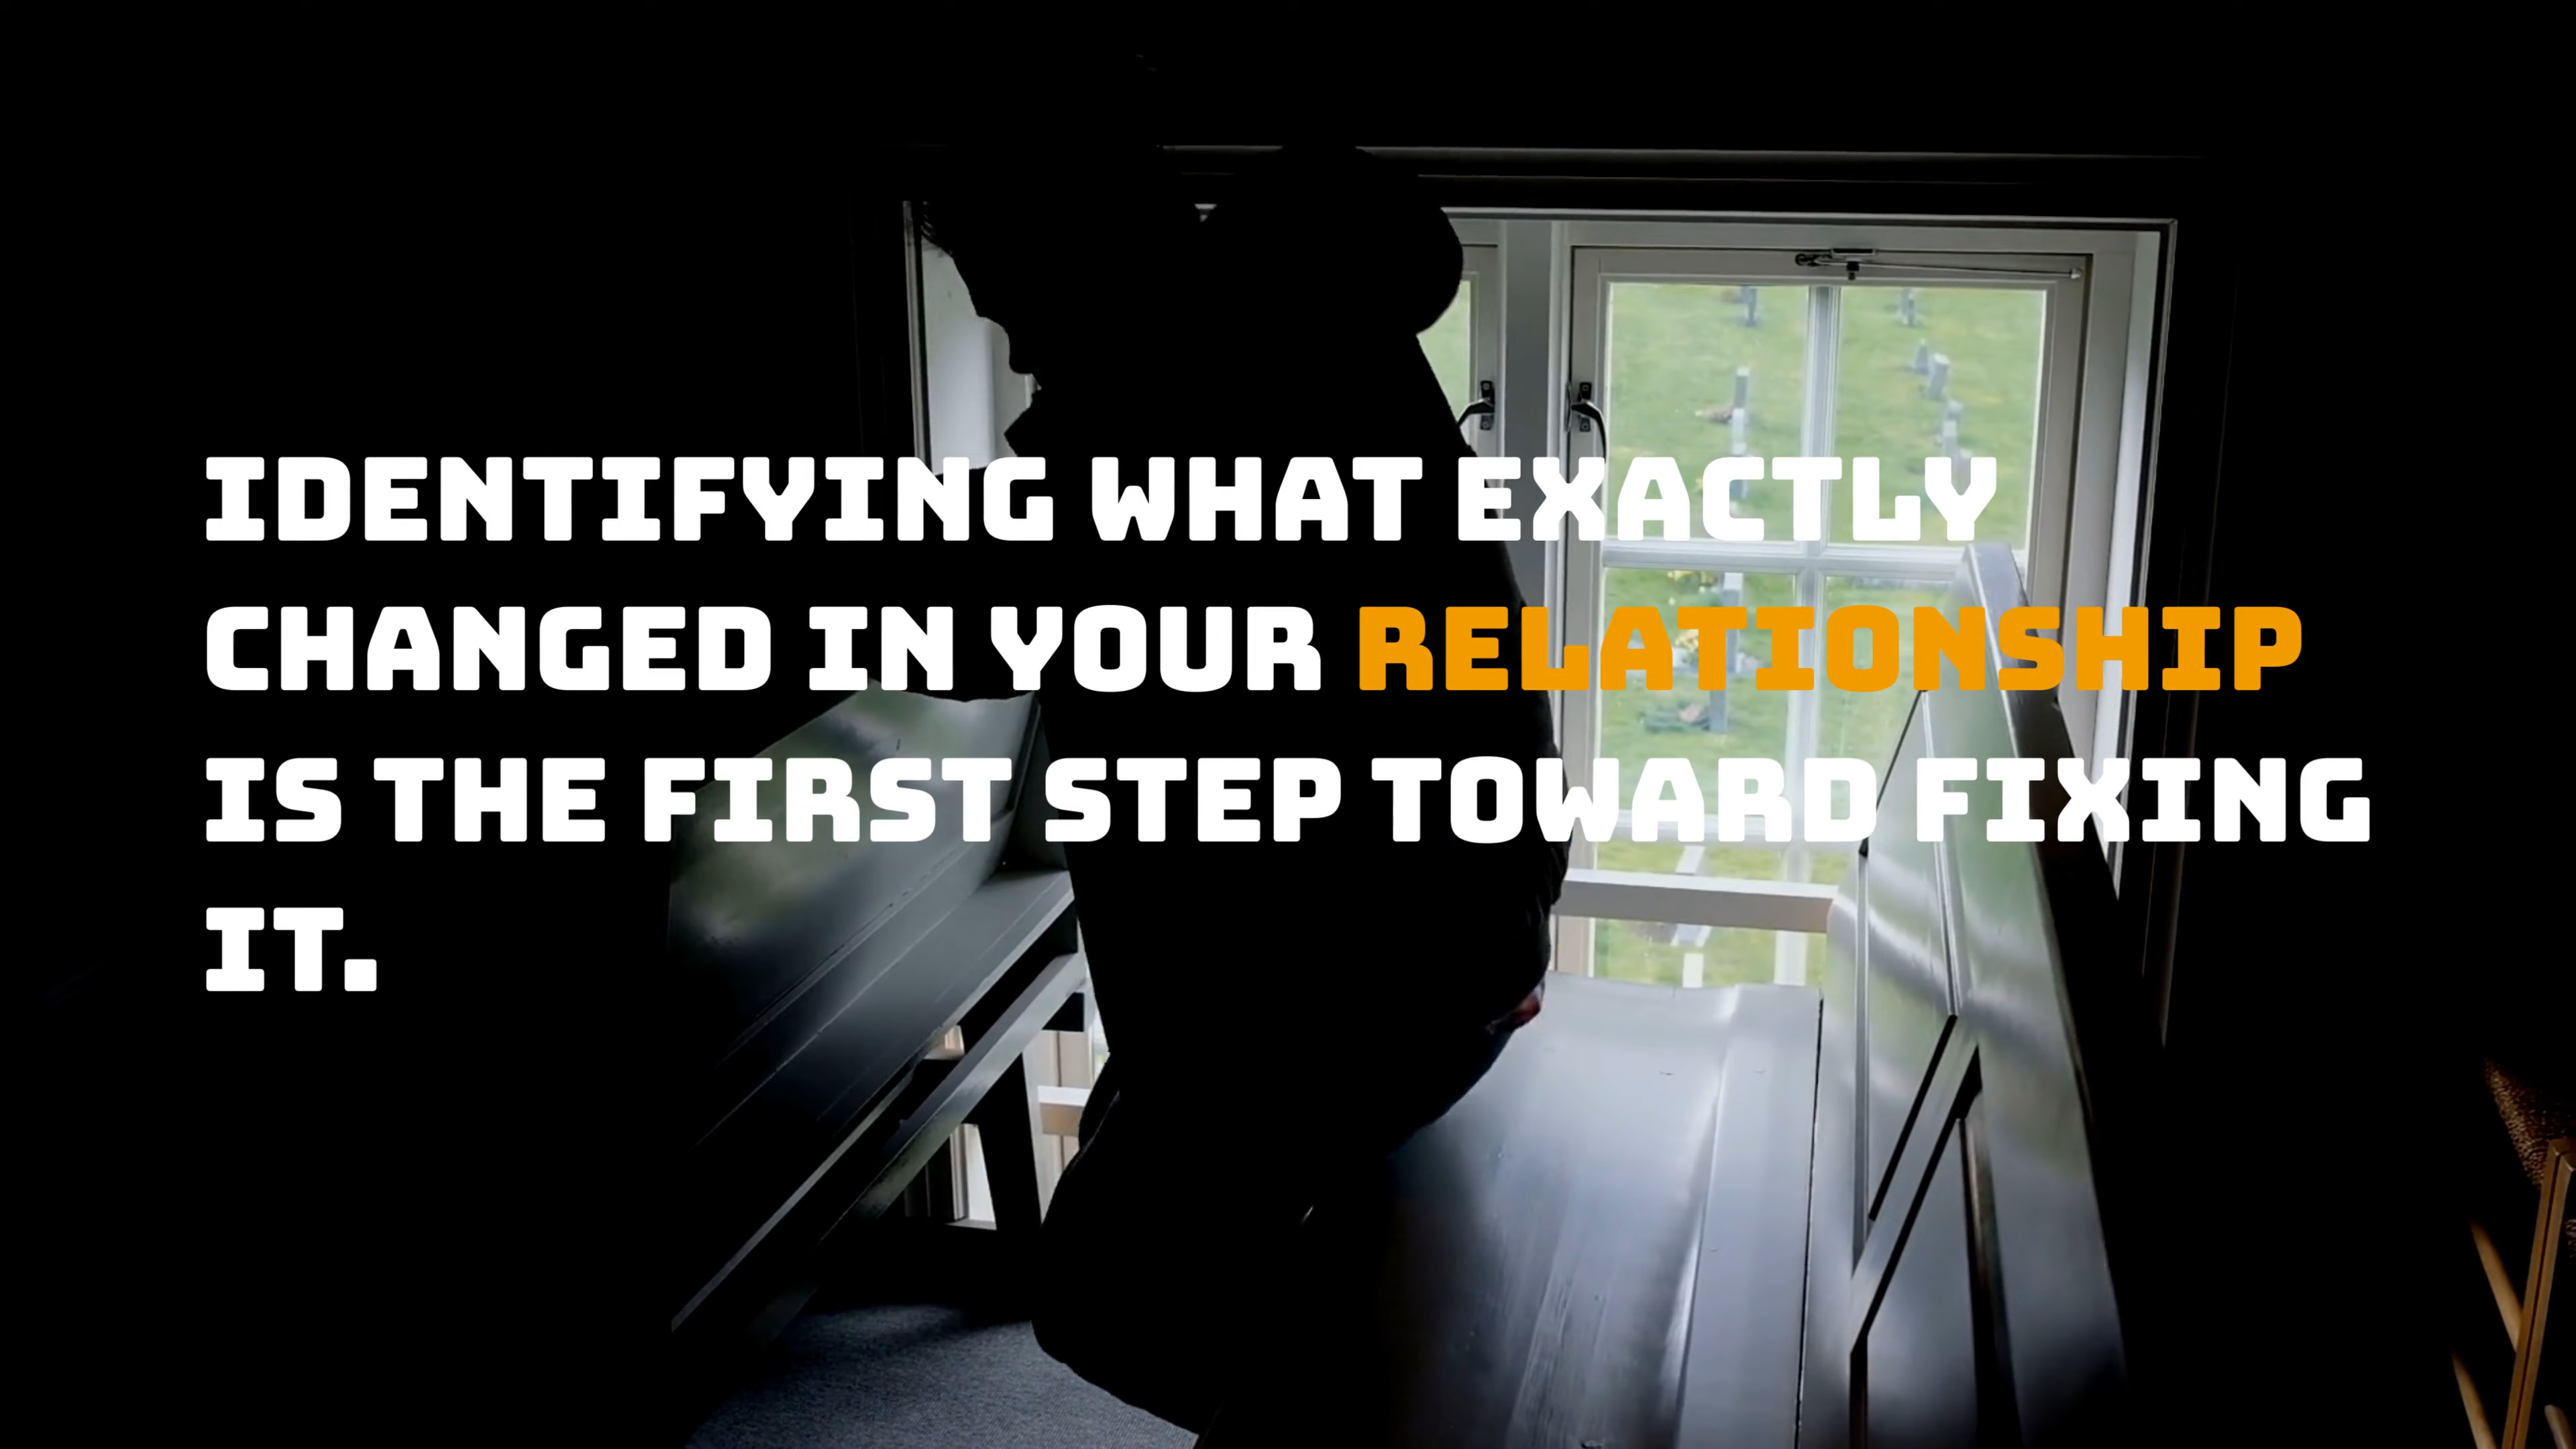 IDENTIFYING WHAT EXACTLY
CHANGED IN YOUR RELATIONSHIP
IS THE FIRST STEP TOWARD FIXING
IT.